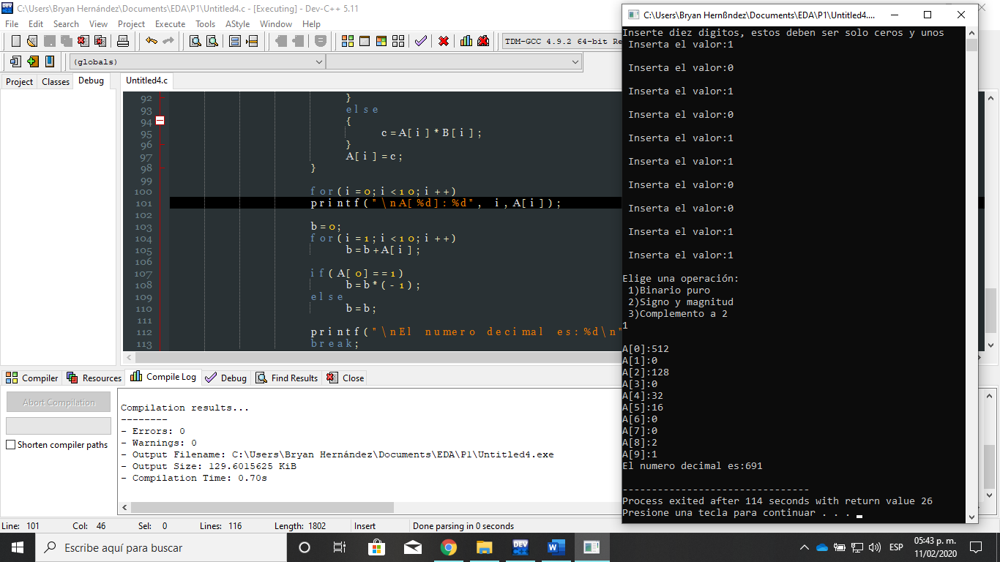 C:\Users\Bryan Hernández\Documents\EDA\P1\Untitled4.c - [Executing] - Dev-C++ 5.11
File Edit Search View Project Execute Tools AStyle Window Help
TDM-GCC 4.9.2 64-bit Re
(globals)
Project Classes Debug
Untitled4.c
92 }
93 else
94 {
95 c=A[i]*B[i];
96 }
97 A[i]=c;
98 }
99
100 for(i=0;i<10;i++)
101 printf("\nA[%d]:%d", i,A[i]);
102
103 b=0;
104 for(i=1;i<10;i++)
105 b=b+A[i];
106
107 if(A[0]==1)
108 b=b*(-1);
109 else
110 b=b;
111
112 printf("\nEl numero decimal es:%d\n"
113 break;
Compiler Resources Compile Log Debug Find Results Close
Abort Compilation
Shorten compiler paths
Compilation results...
--------
- Errors: 0
- Warnings: 0
- Output Filename: C:\Users\Bryan Hernández\Documents\EDA\P1\Untitled4.exe
- Output Size: 129.6015625 KiB
- Compilation Time: 0.70s
Line: 101 Col: 46 Sel: 0 Lines: 116 Length: 1802 Insert Done parsing in 0 seconds
C:\Users\Bryan Hernßndez\Documents\EDA\P1\Untitled4....
Inserte diez digitos, estos deben ser solo ceros y unos
Inserta el valor:1
Inserta el valor:0
Inserta el valor:1
Inserta el valor:0
Inserta el valor:1
Inserta el valor:1
Inserta el valor:0
Inserta el valor:0
Inserta el valor:1
Inserta el valor:1
Elige una operación:
1)Binario puro
2)Signo y magnitud
3)Complemento a 2
1
A[0]:512
A[1]:0
A[2]:128
A[3]:0
A[4]:32
A[5]:16
A[6]:0
A[7]:0
A[8]:2
A[9]:1
El numero decimal es:691
--------------------------------
Process exited after 114 seconds with return value 26
Presione una tecla para continuar . . .
Escribe aquí para buscar
DEV
ESP
05:43 p. m.
11/02/2020